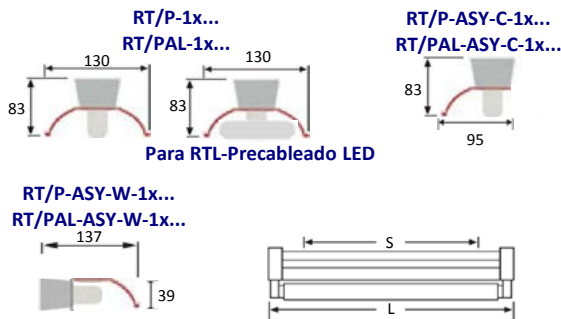 RT/P-1x...
RT/PAL-1x...
RT/P-ASY-C-1x...
RT/PAL-ASY-C-1x...
130
130
83
83
83
95
Para RTL-Precableado LED
RT/P-ASY-W-1x...
RT/PAL-ASY-W-1x...
137
39
S
L